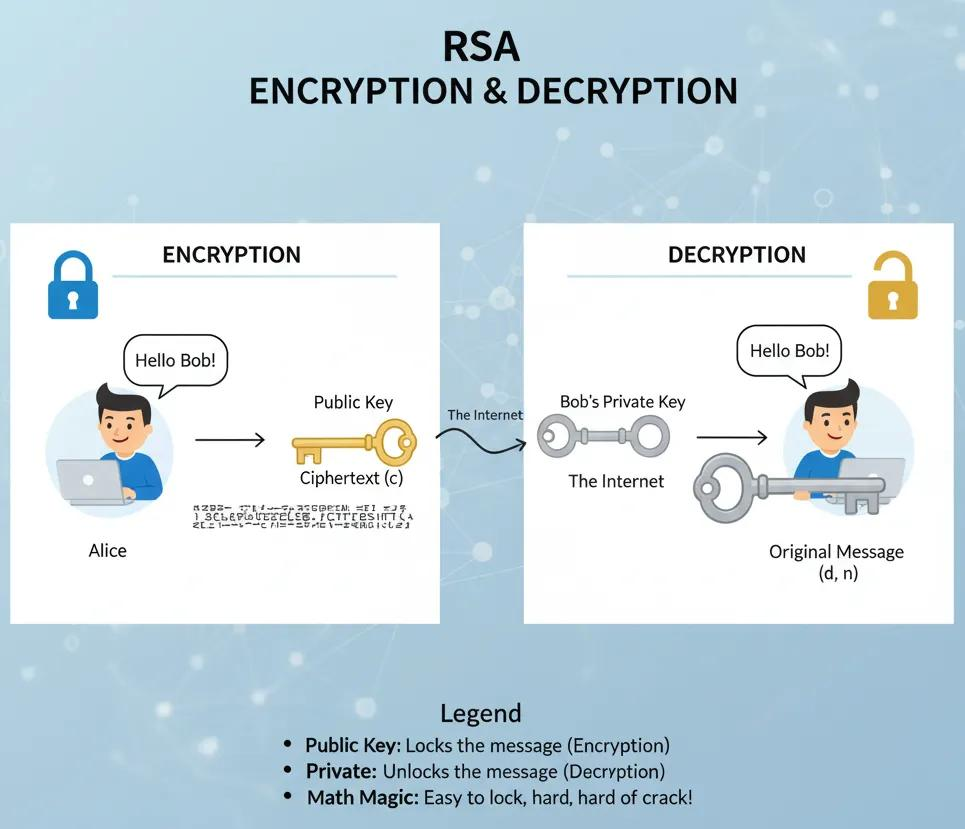 RSA
ENCRYPTION & DECRYPTION
ENCRYPTION
Hello Bob!
Public Key
Ciphertext (c)
Alice
The Internet
DECRYPTION
Hello Bob!
Bob's Private Key
The Internet
Original Message
(d, n)
Legend
• Public Key: Locks the message (Encryption)
• Private: Unlocks the message (Decryption)
• Math Magic: Easy to lock, hard, hard of crack!